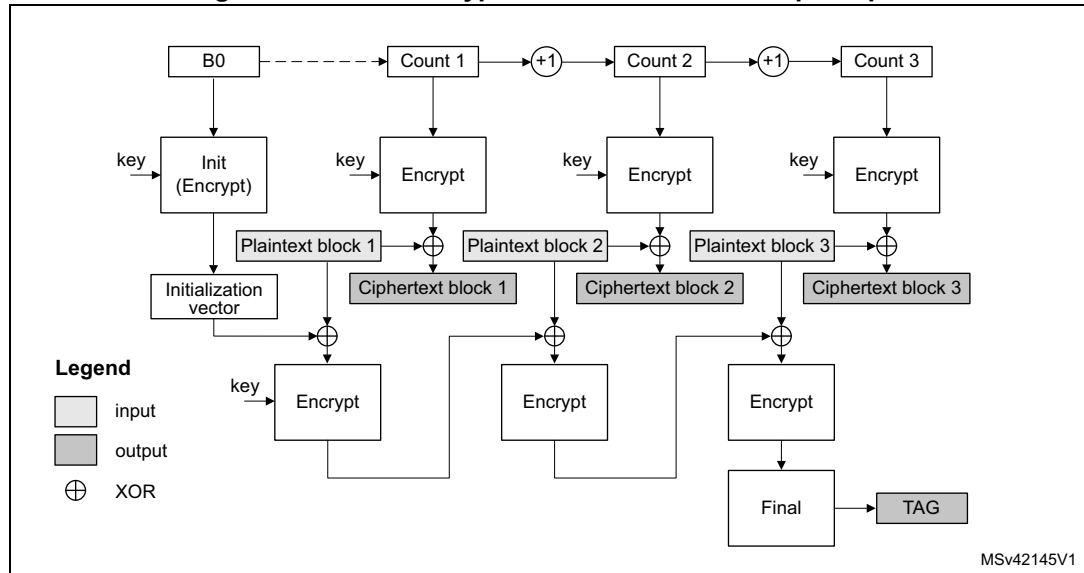 B0
Count 1
+1
Count 2
+1
Count 3
key
Init
(Encrypt)
key
Encrypt
key
Encrypt
key
Encrypt
Plaintext block 1
Plaintext block 2
Plaintext block 3
Initialization
vector
Ciphertext block 1
Ciphertext block 2
Ciphertext block 3
Legend
input
output
XOR
key
Encrypt
Encrypt
Encrypt
Final
TAG
MSv42145V1